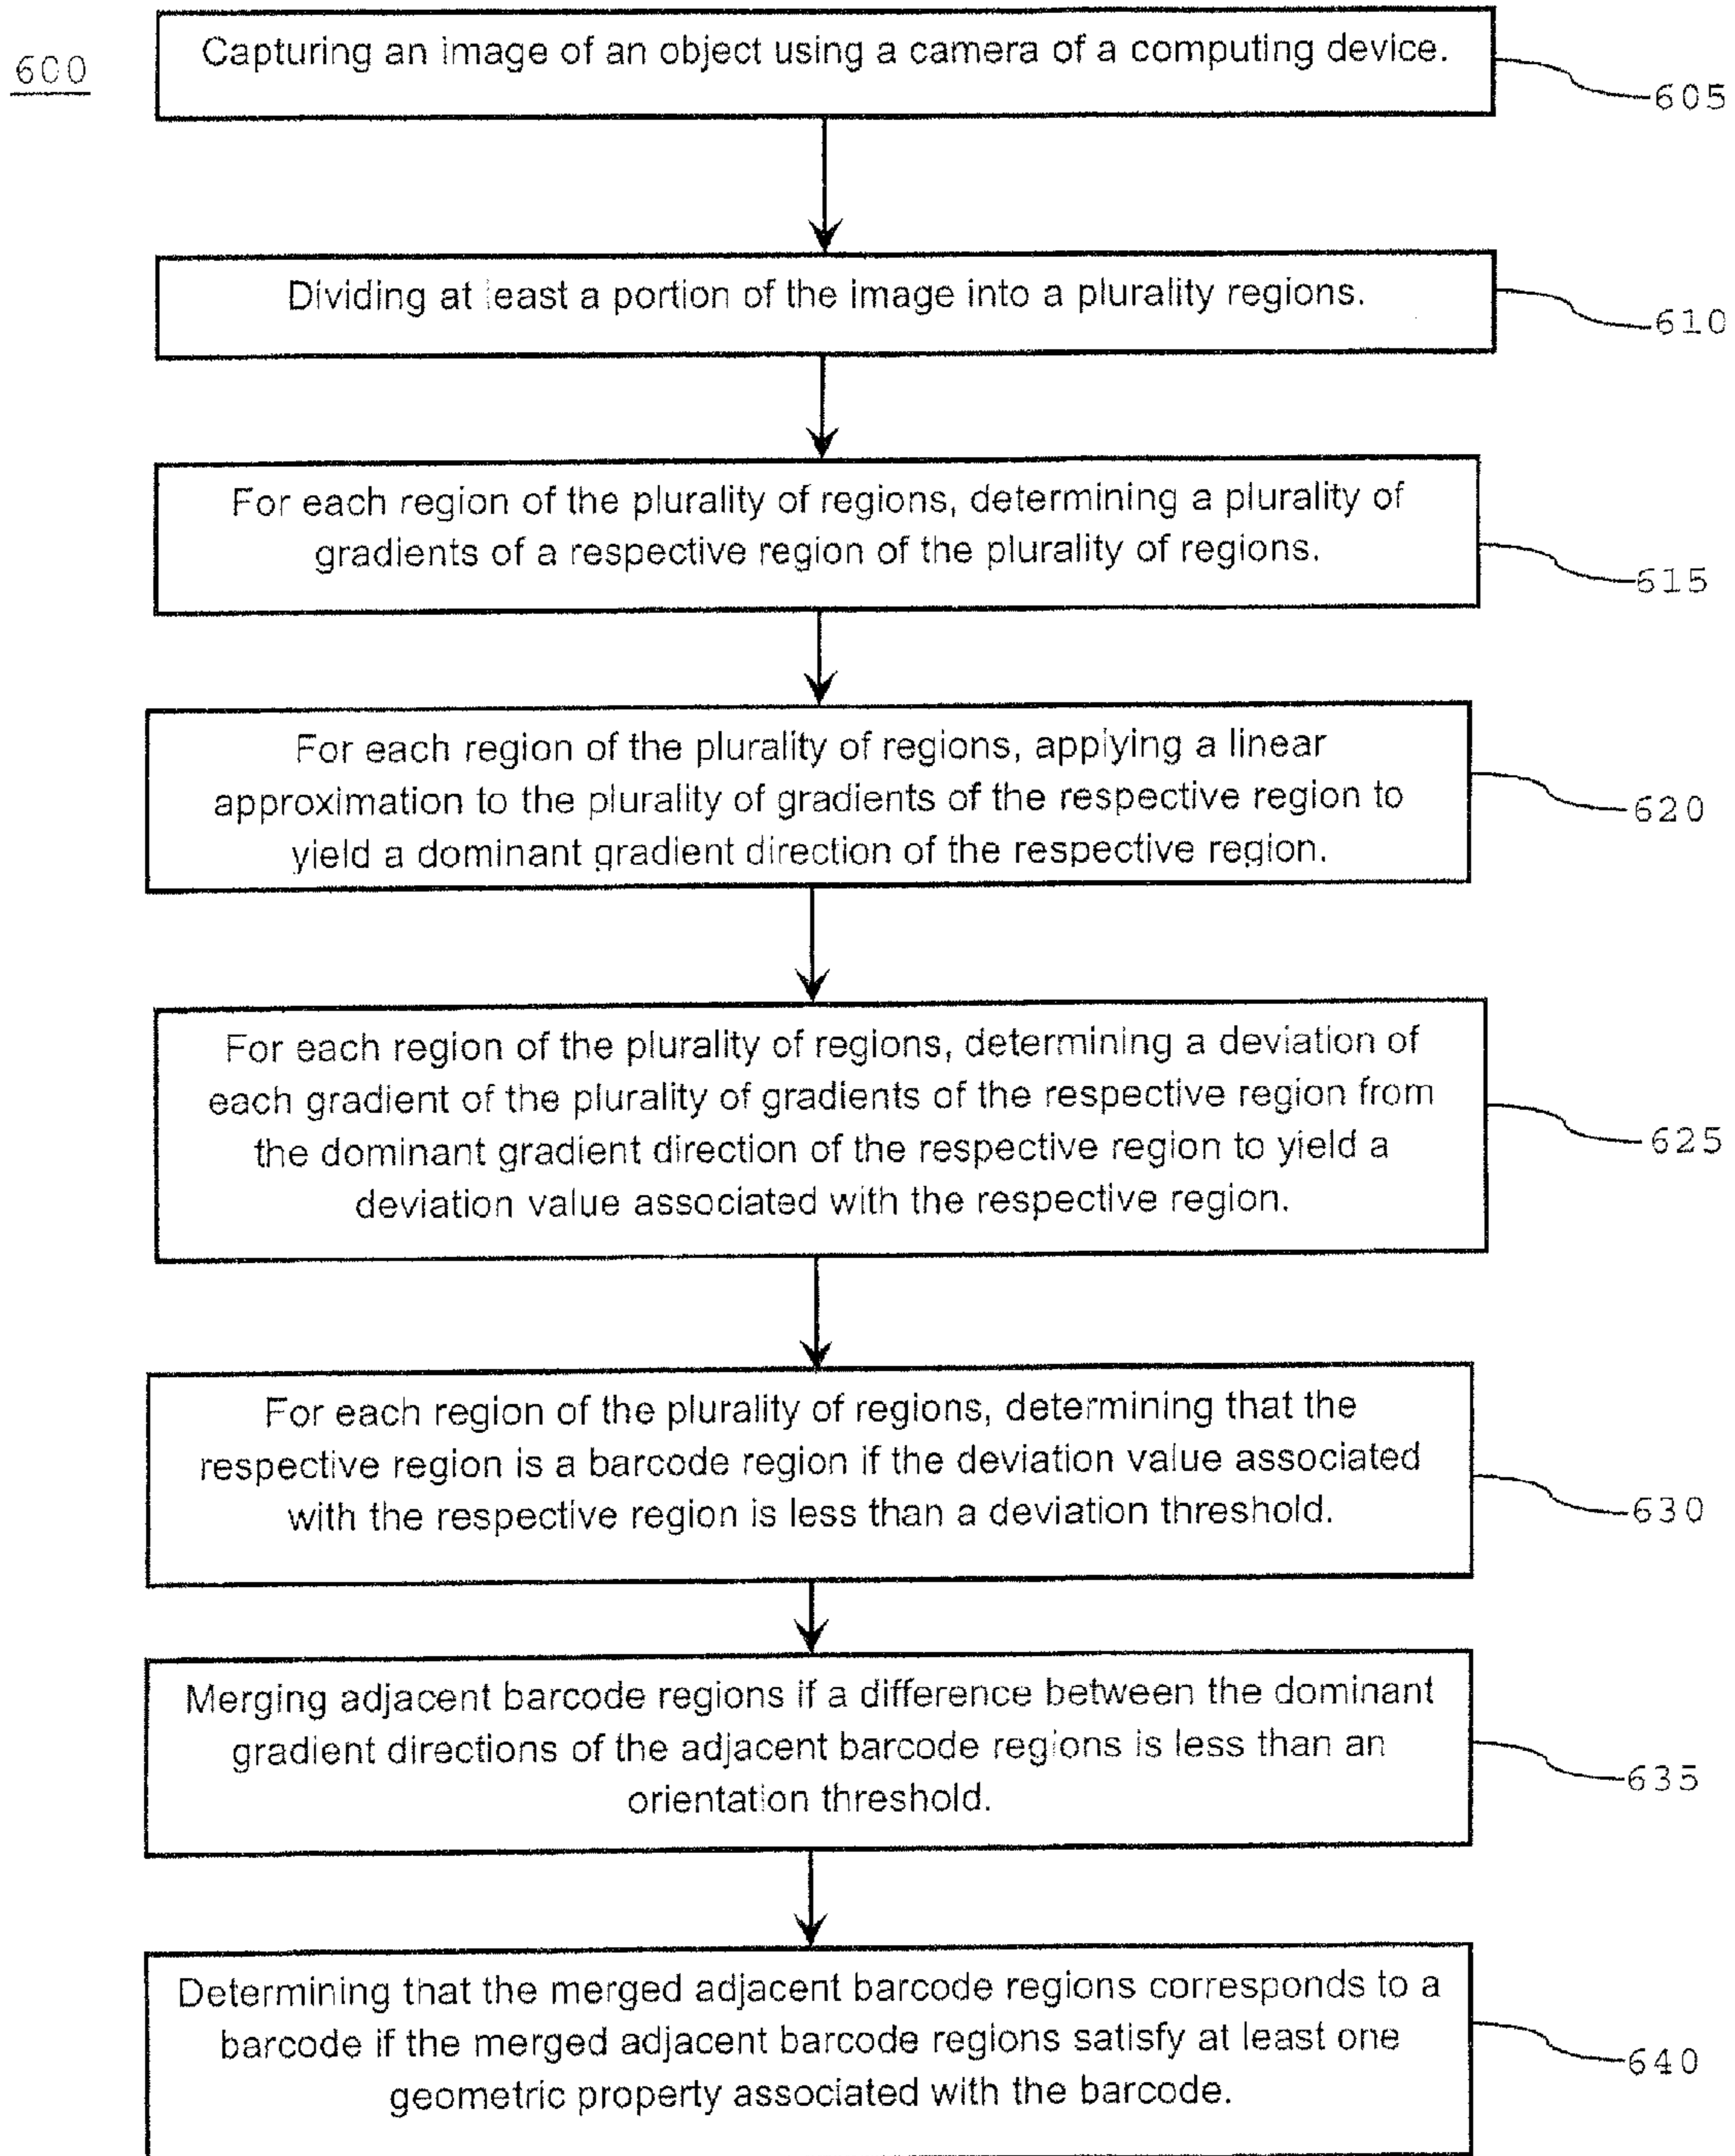 600
Capturing an image of an object using a camera of a computing device.
605
Dividing at least a portion of the image into a plurality regions.
610
For each region of the plurality of regions, determining a plurality of
gradients of a respective region of the plurality of regions.
615
For each region of the plurality of regions, applying a linear
approximation to the plurality of gradients of the respective region to
yield a dominant gradient direction of the respective region.
620
For each region of the plurality of regions, determining a deviation of
each gradient of the plurality of gradients of the respective region from
the dominant gradient direction of the respective region to yield a
deviation value associated with the respective region.
625
For each region of the plurality of regions, determining that the
respective region is a barcode region if the deviation value associated
with the respective region is less than a deviation threshold.
630
Merging adjacent barcode regions if a difference between the dominant
gradient directions of the adjacent barcode regions is less than an
orientation threshold.
635
Determining that the merged adjacent barcode regions corresponds to a
barcode if the merged adjacent barcode regions satisfy at least one
geometric property associated with the barcode.
640